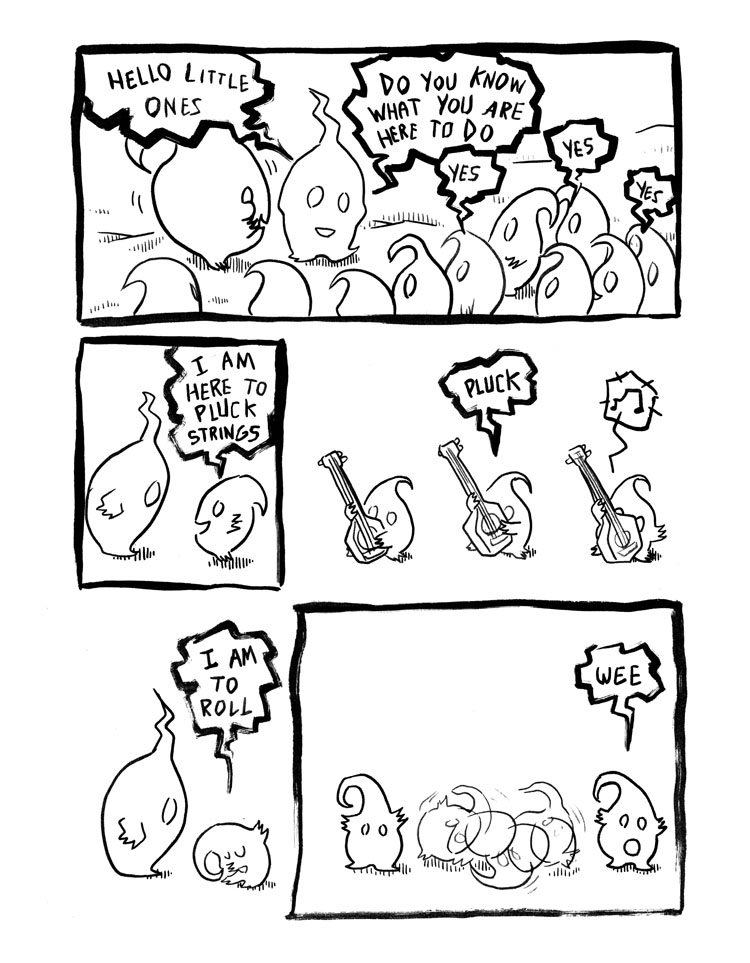 HELLO LITTLE
ONES
DO YOU KNOW
WHAT YOU ARE
HERE TO DO
YES
YES
YES
I AM
HERE TO
PLUCK
STRINGS
PLUCK
I AM
TO
ROLL
WEE